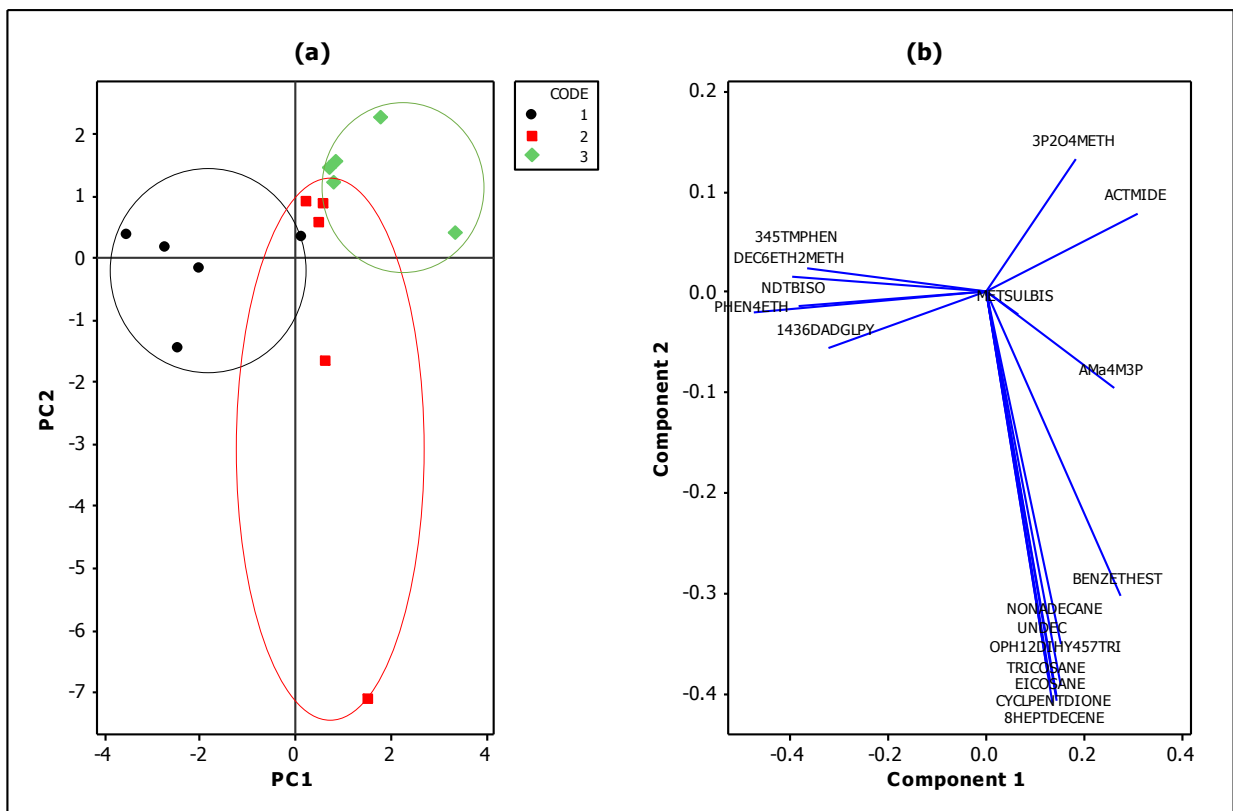 (a)
2
1
0
-1
-2
-3
-4
-5
-6
-7
PC2
-4
-2
0
2
4
PC1
CODE
1
2
3
(b)
0.2
0.1
0.0
-0.1
-0.2
-0.3
-0.4
Component 2
-0.4
-0.2
0.0
0.2
0.4
Component 1
3P2O4METH
ACTMIDE
345TMPHEN
DEC6ETH2METH
NDTBISO
METSULBIS
PHEN4ETH
1436DADGLPY
AMa4M3P
BENZETHEST
NONADECANE
UNDEC
OPH12DIHY457TRI
TRICOSANE
EICOSANE
CYCLPENTDIONE
8HEPTDECENE